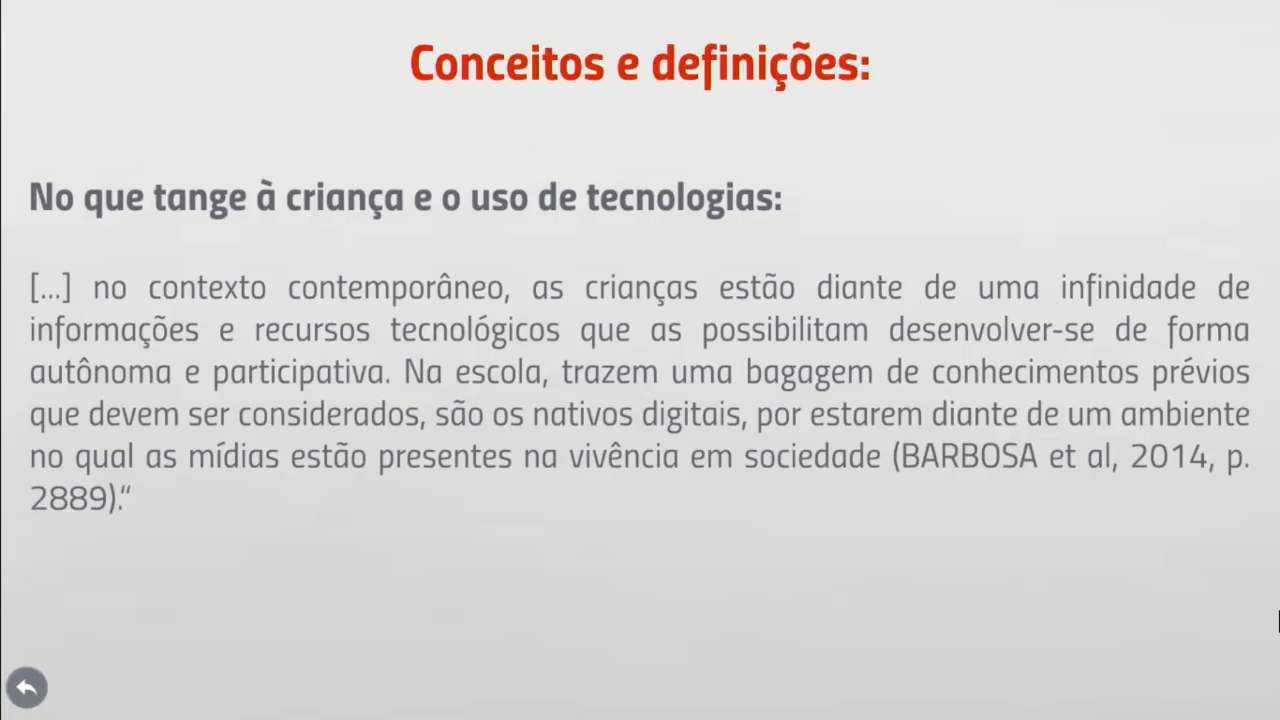 Conceitos e definições:
No que tange à criança e o uso de tecnologias:
[...] no contexto contemporâneo, as crianças estão diante de uma infinidade de
informações e recursos tecnológicos que as possibilitam desenvolver-se de forma
autônoma e participativa. Na escola, trazem uma bagagem de conhecimentos prévios
que devem ser considerados, são os nativos digitais, por estarem diante de um ambiente
no qual as mídias estão presentes na vivência em sociedade (BARBOSA et al, 2014, p.
2889).“